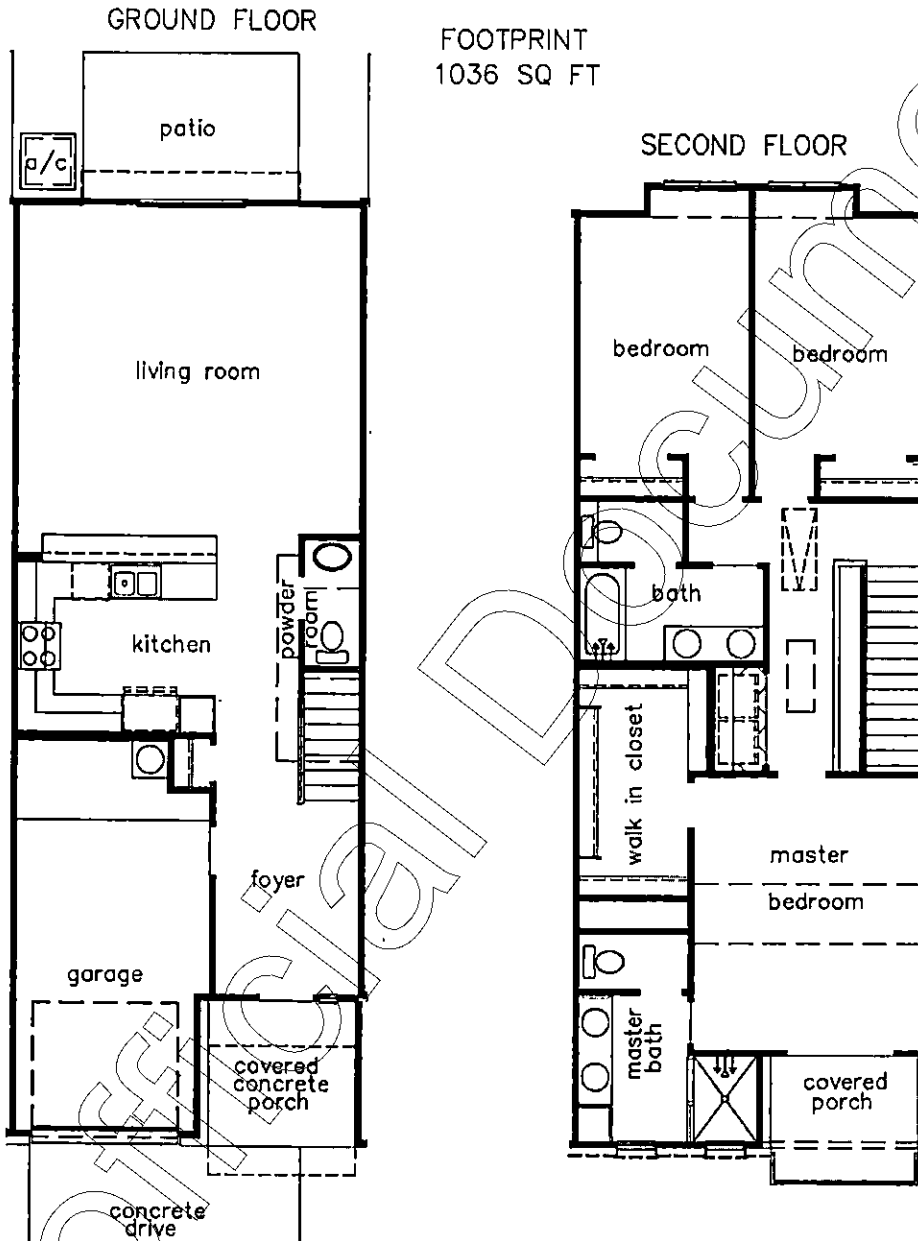 GROUND FLOOR
FOOTPRINT
1036 SQ FT
patio
a/c
living room
kitchen
powder
room
foyer
garage
covered
concrete
porch
concrete
drive
SECOND FLOOR
bedroom
bedroom
bath
walk in closet
master
bedroom
master
bath
covered
porch